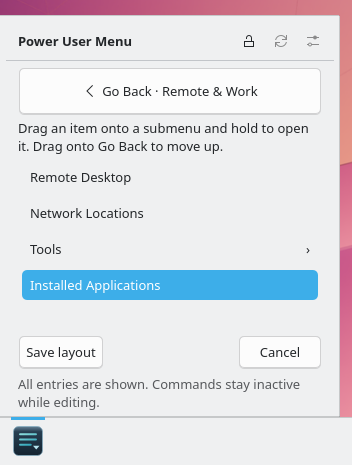 Power User Menu
Go Back · Remote & Work
Drag an item onto a submenu and hold to open
it. Drag onto Go Back to move up.
Remote Desktop
Network Locations
Tools ›
Installed Applications
Save layout Cancel
All entries are shown. Commands stay inactive
while editing.